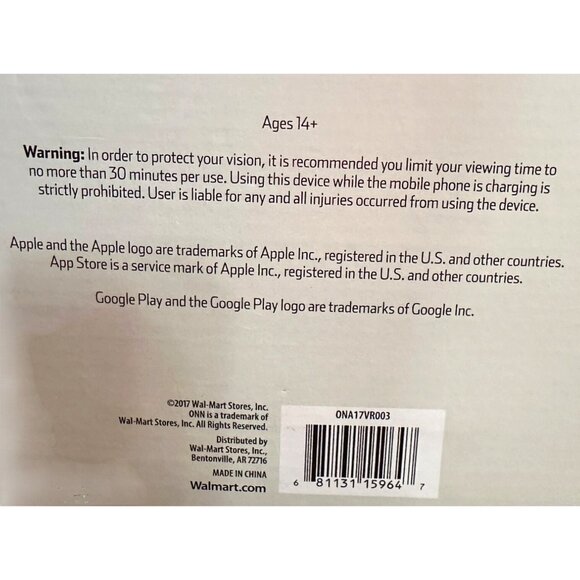 Ages 14+
Warning: In order to protect your vision, it is recommended you limit your viewing time to
no more than 30 minutes per use. Using this device while the mobile phone is charging is
strictly prohibited. User is liable for any and all injuries occurred from using the device.
Apple and the Apple logo are trademarks of Apple Inc., registered in the U.S. and other countries.
App Store is a service mark of Apple Inc., registered in the U.S. and other countries.
Google Play and the Google Play logo are trademarks of Google Inc.
©2017 Wal-Mart Stores, Inc.
ONN is a trademark of
Wal-Mart Stores, Inc. All Rights Reserved.
Distributed by
Wal-Mart Stores, Inc.,
Bentonville, AR 72716
MADE IN CHINA
Walmart.com
ONA17VR003
6 81131 15964 7